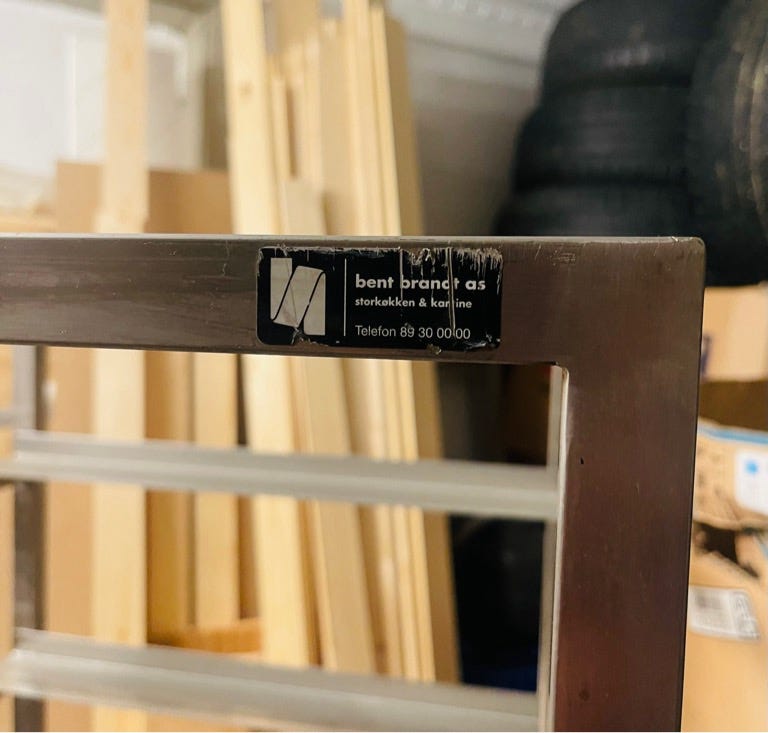 bent brandt as
storkøkken & kantine
Telefon 89 30 00 00